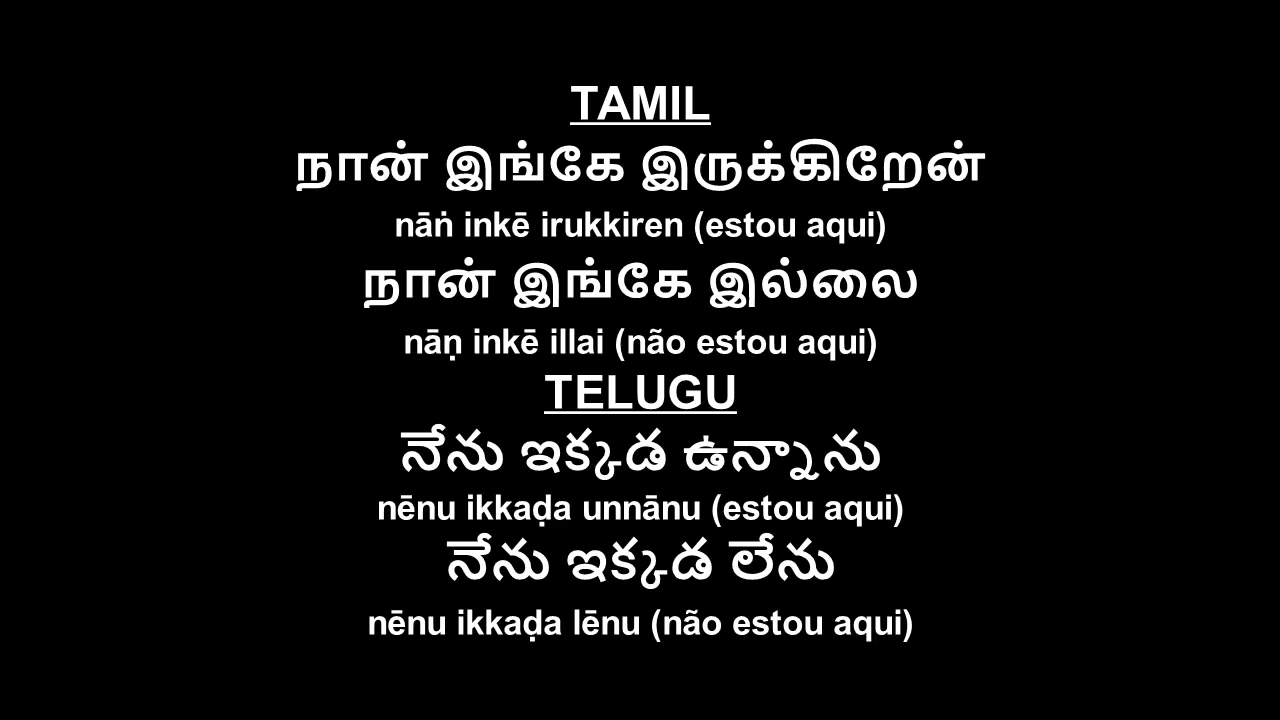 TAMIL
நான் இங்கே இருக்கிறேன்
nāṅ inkē irukkiren (estou aqui)
நான் இங்கே இல்லை
nāṇ inkē illai (não estou aqui)
TELUGU
నేను ఇక్కడ ఉన్నాను
nēnu ikkaḍa unnānu (estou aqui)
నేను ఇక్కడ లేను
nēnu ikkaḍa lēnu (não estou aqui)